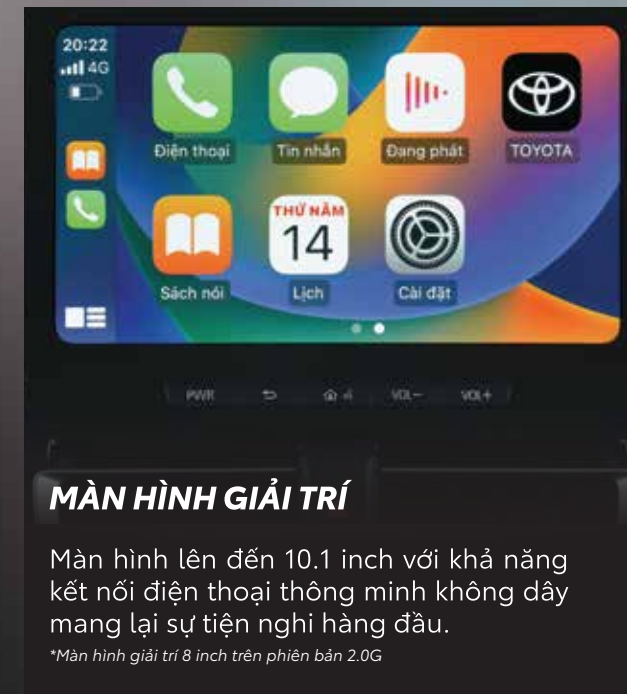 20:22
4G
Điện thoại
Tin nhắn
Đang phát
TOYOTA
THỨ NĂM
14
Sách nói
Lịch
Cài đặt
PWR
VOL−
VOL+
MÀN HÌNH GIẢI TRÍ
Màn hình lên đến 10.1 inch với khả năng
kết nối điện thoại thông minh không dây
mang lại sự tiện nghi hàng đầu.
*Màn hình giải trí 8 inch trên phiên bản 2.0G